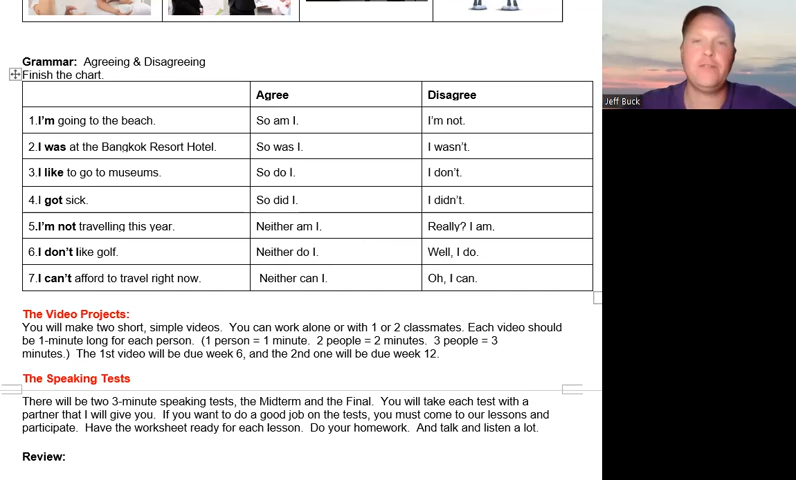 Grammar: Agreeing & Disagreeing
Finish the chart.
Agree Disagree
1.I'm going to the beach. So am I. I'm not.
2.I was at the Bangkok Resort Hotel. So was I. I wasn't.
3.I like to go to museums. So do I. I don't.
4.I got sick. So did I. I didn't.
5.I'm not travelling this year. Neither am I. Really? I am.
6.I don't like golf. Neither do I. Well, I do.
7.I can't afford to travel right now. Neither can I. Oh, I can.
The Video Projects:
You will make two short, simple videos. You can work alone or with 1 or 2 classmates. Each video should
be 1-minute long for each person. (1 person = 1 minute. 2 people = 2 minutes. 3 people = 3
minutes.) The 1st video will be due week 6, and the 2nd one will be due week 12.
The Speaking Tests
There will be two 3-minute speaking tests, the Midterm and the Final. You will take each test with a
partner that I will give you. If you want to do a good job on the tests, you must come to our lessons and
participate. Have the worksheet ready for each lesson. Do your homework. And talk and listen a lot.
Review:
Jeff Buck